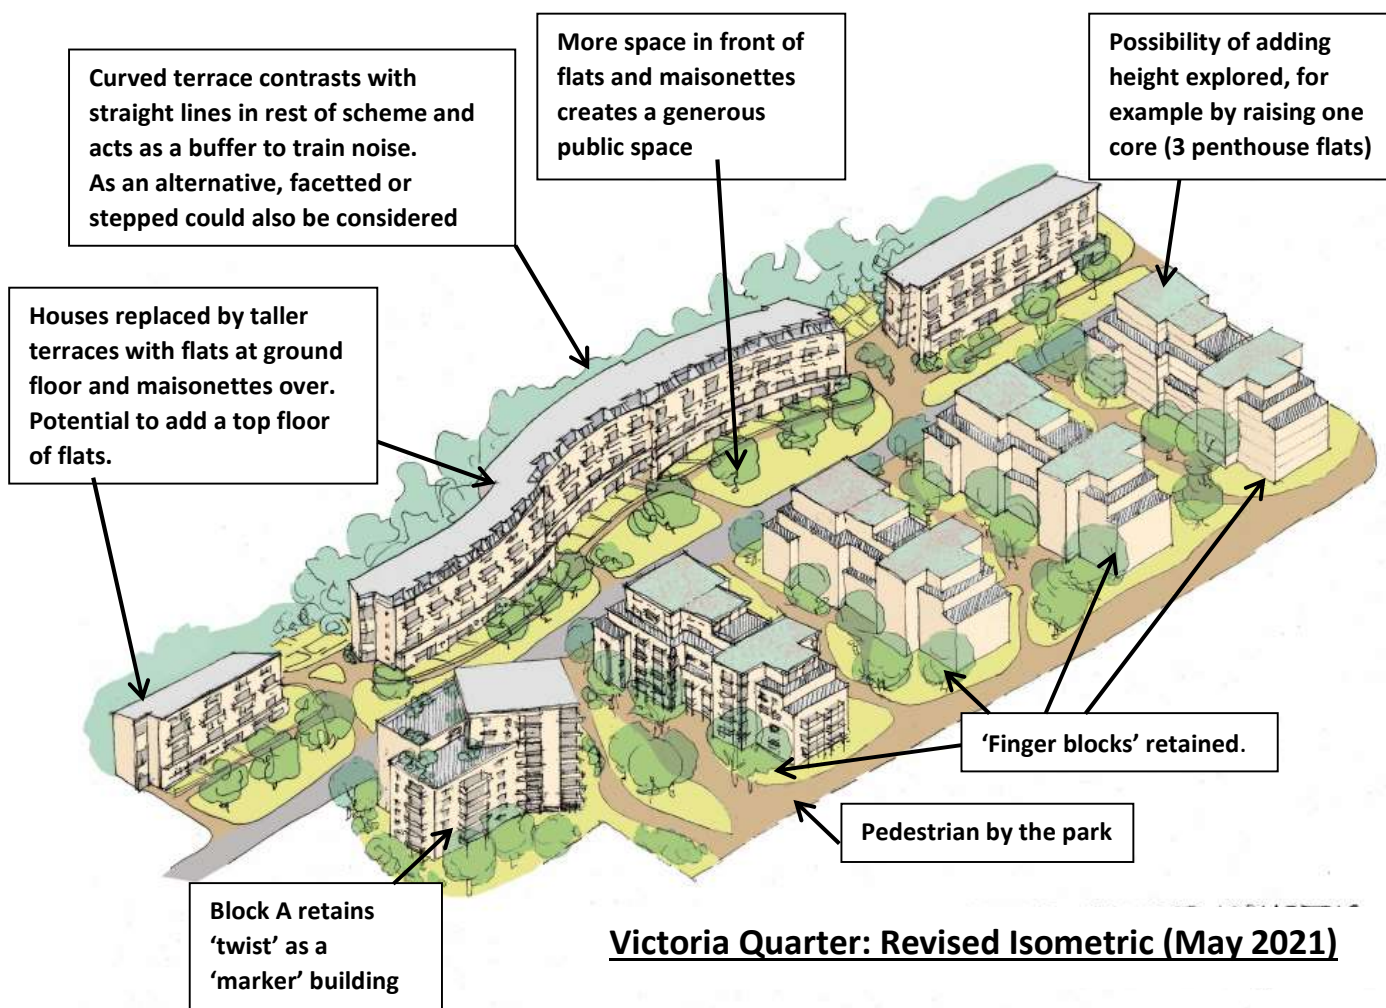 More space in front of
flats and maisonettes
creates a generous
public space
Possibility of adding
height explored, for
example by raising one
core (3 penthouse flats)
Curved terrace contrasts with
straight lines in rest of scheme and
acts as a buffer to train noise.
As an alternative, facetted or
stepped could also be considered
Houses replaced by taller
terraces with flats at ground
floor and maisonettes over.
Potential to add a top floor
of flats.
‘Finger blocks’ retained.
Pedestrian by the park
Block A retains
‘twist’ as a
‘marker’ building
Victoria Quarter: Revised Isometric (May 2021)